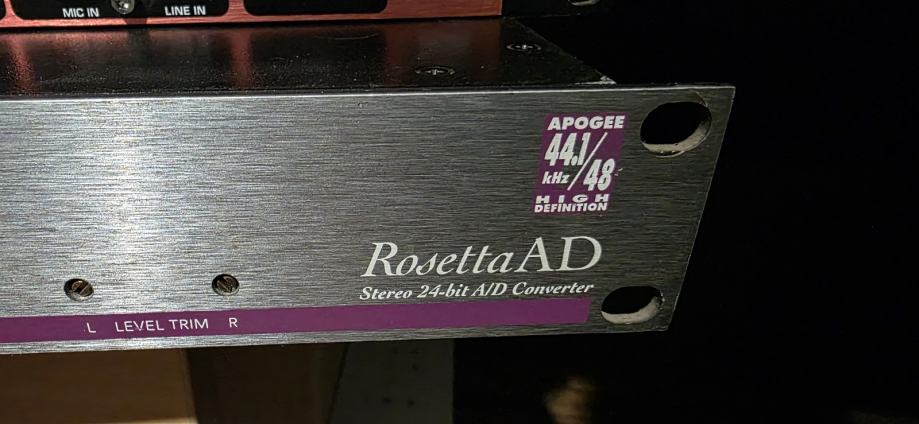 MIC IN LINE IN
APOGEE
44.1/48
kHz
HIGH
DEFINITION
RosettaAD
Stereo 24-bit A/D Converter
L LEVEL TRIM R